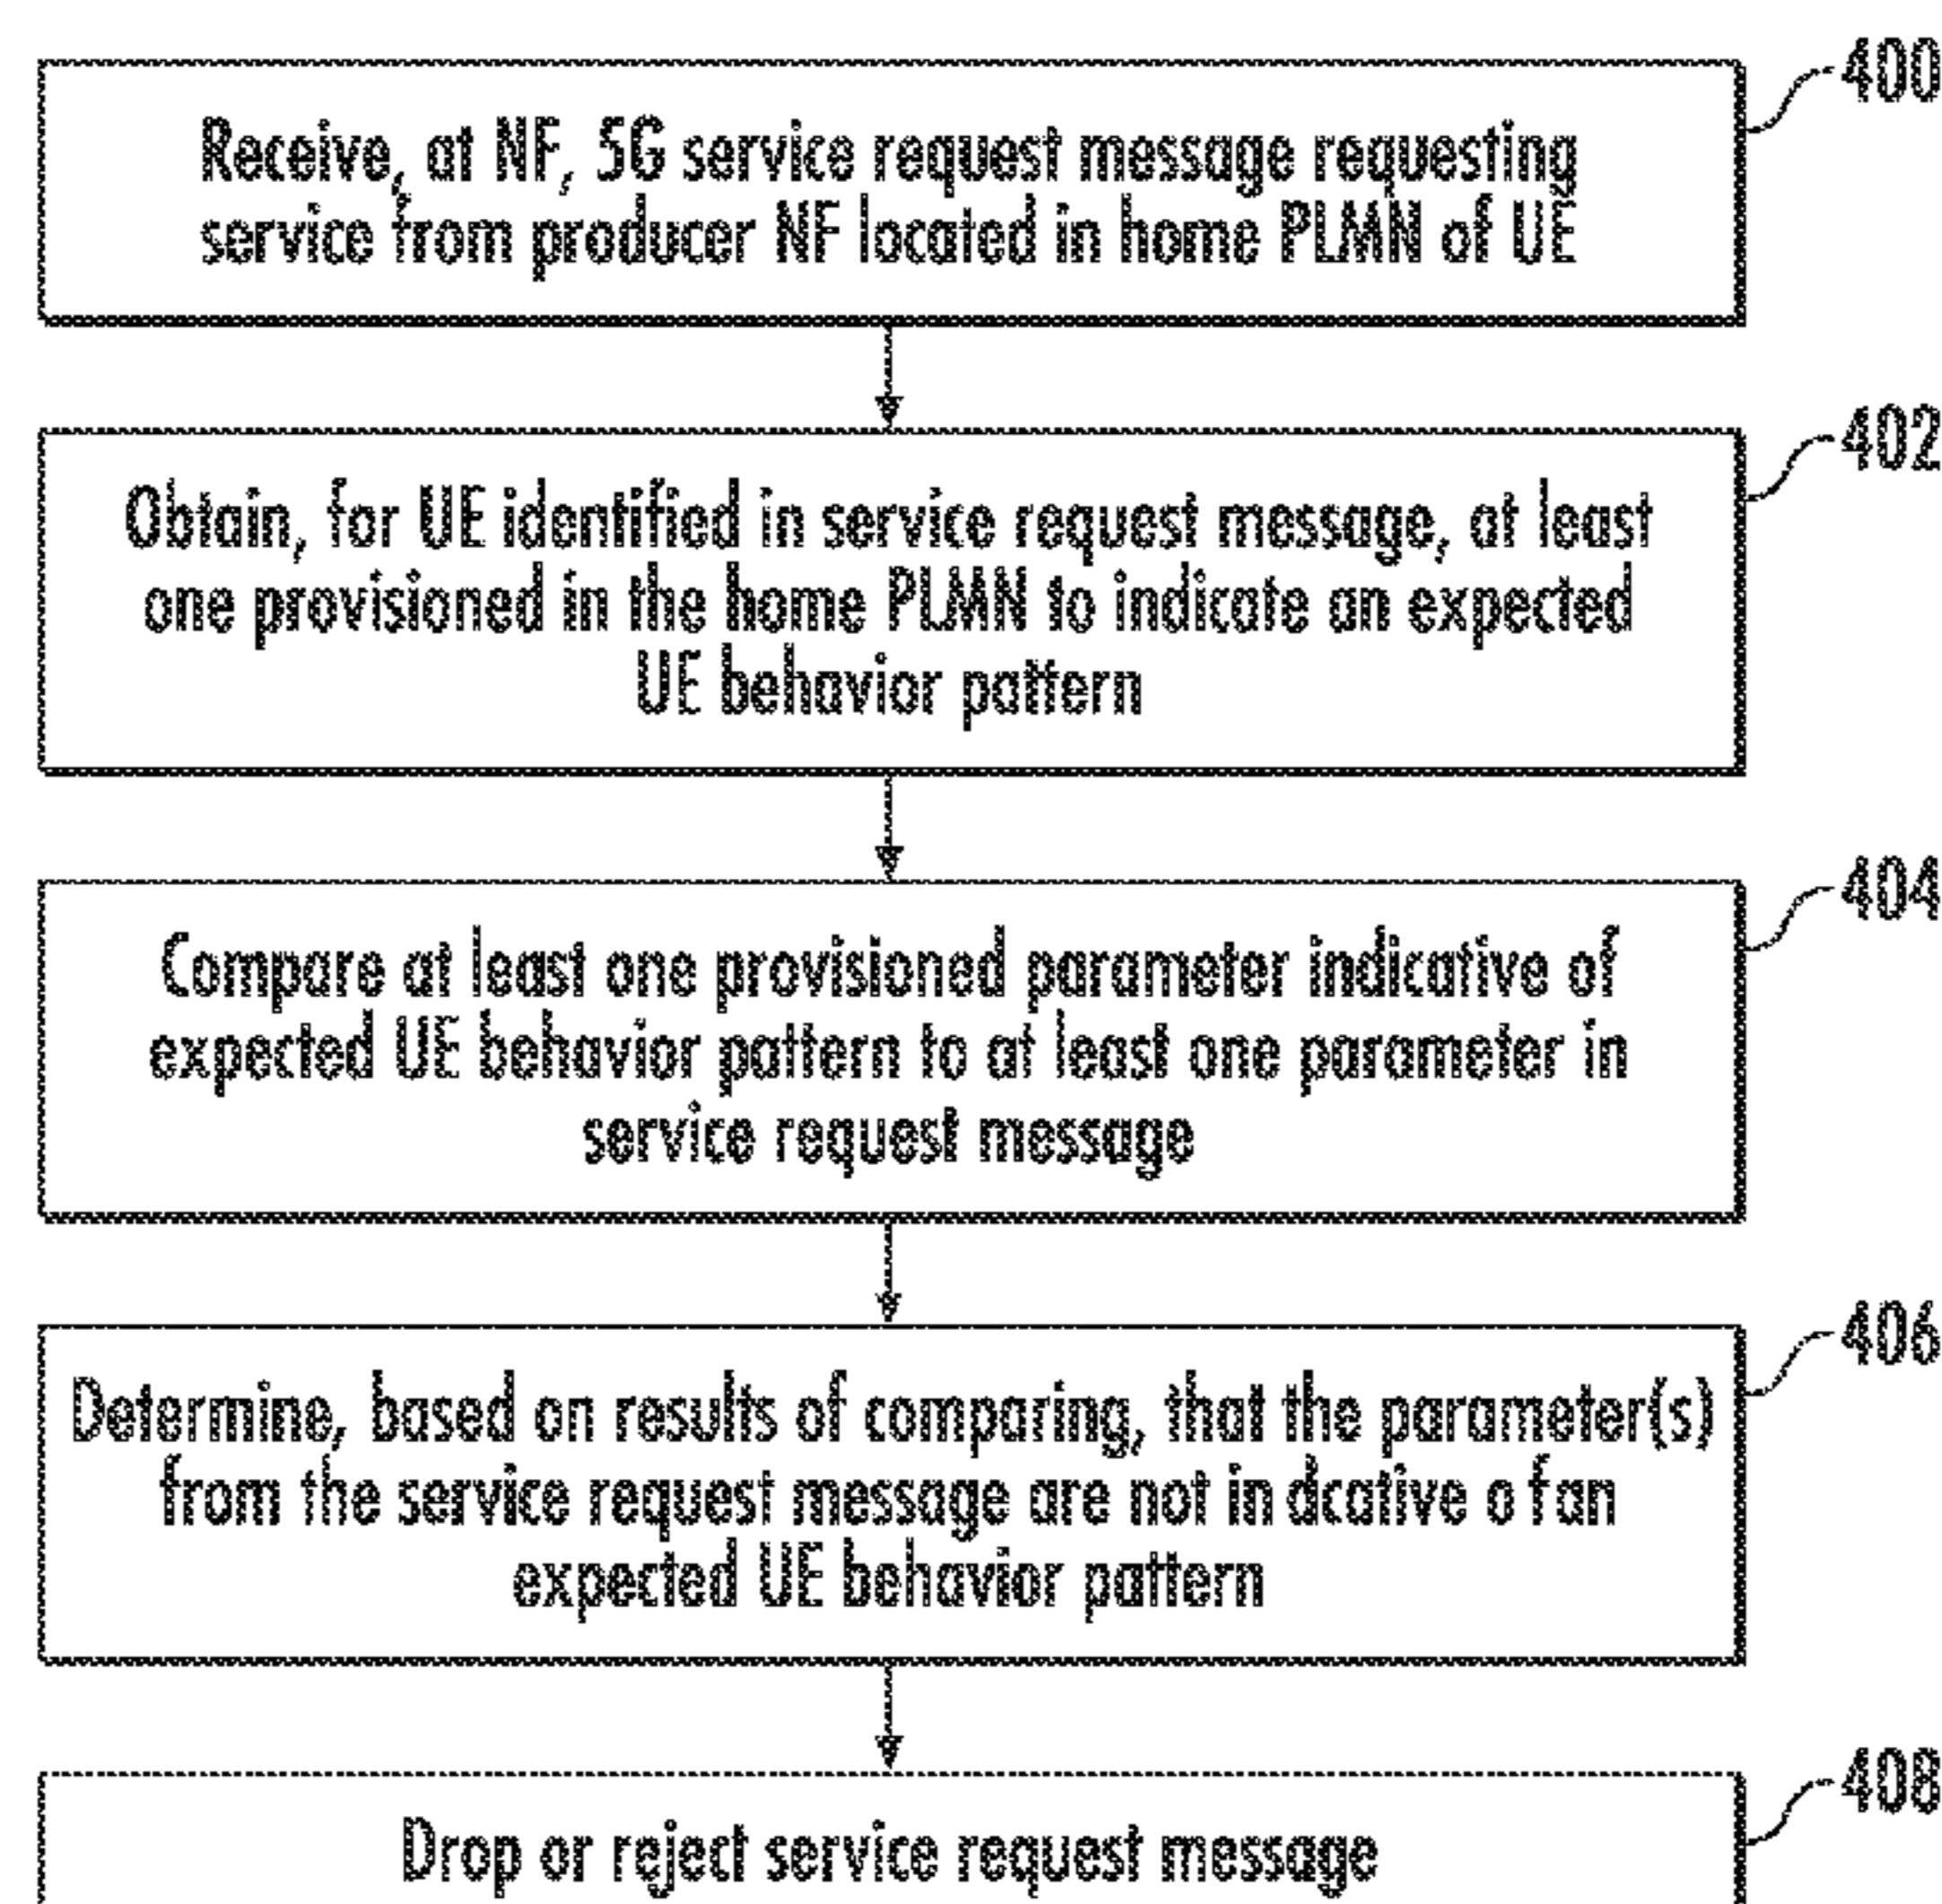 400
Receive, at NF, 5G service request message requesting
service from producer NF located in home PLMN of UE
402
Obtain, for UE identified in service request message, at least
one provisioned in the home PLMN to indicate an expected
UE behavior pattern
404
Compare at least one provisioned parameter indicative of
expected UE behavior pattern to at least one parameter in
service request message
406
Determine, based on results of comparing, that the parameter(s)
from the service request message are not in dcative o fan
expected UE behavior pattern
408
Drop or reject service request message